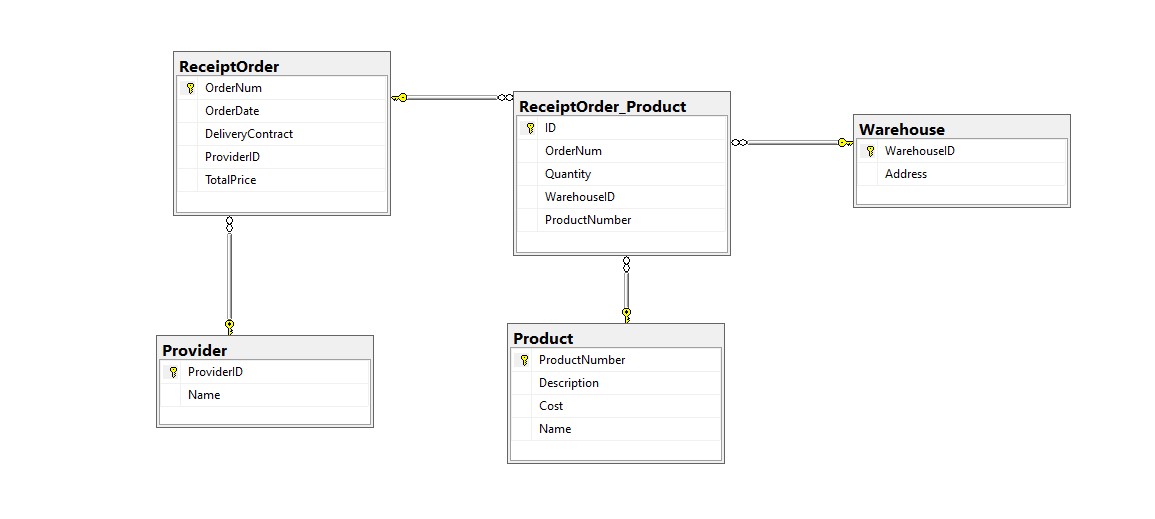 ReceiptOrder
OrderNum
OrderDate
DeliveryContract
ProviderID
TotalPrice
ReceiptOrder_Product
ID
OrderNum
Quantity
WarehouseID
ProductNumber
Warehouse
WarehouseID
Address
Provider
ProviderID
Name
Product
ProductNumber
Description
Cost
Name